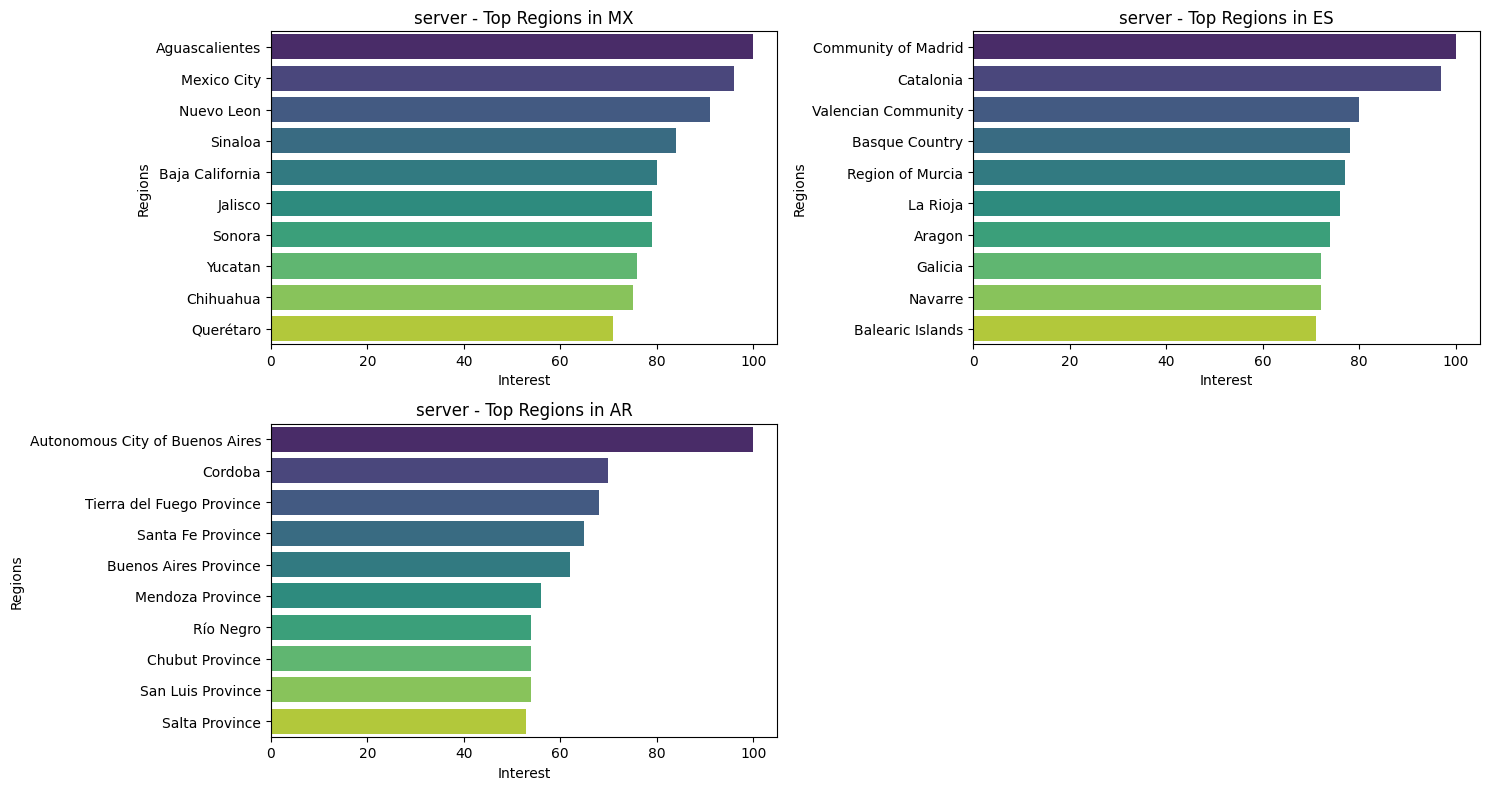 server - Top Regions in MX
Aguascalientes
Mexico City
Nuevo Leon
Sinaloa
Baja California
Jalisco
Sonora
Yucatan
Chihuahua
Querétaro
Regions
0 20 40 60 80 100
Interest
server - Top Regions in ES
Community of Madrid
Catalonia
Valencian Community
Basque Country
Region of Murcia
La Rioja
Aragon
Galicia
Navarre
Balearic Islands
Regions
0 20 40 60 80 100
Interest
server - Top Regions in AR
Autonomous City of Buenos Aires
Cordoba
Tierra del Fuego Province
Santa Fe Province
Buenos Aires Province
Mendoza Province
Río Negro
Chubut Province
San Luis Province
Salta Province
Regions
0 20 40 60 80 100
Interest